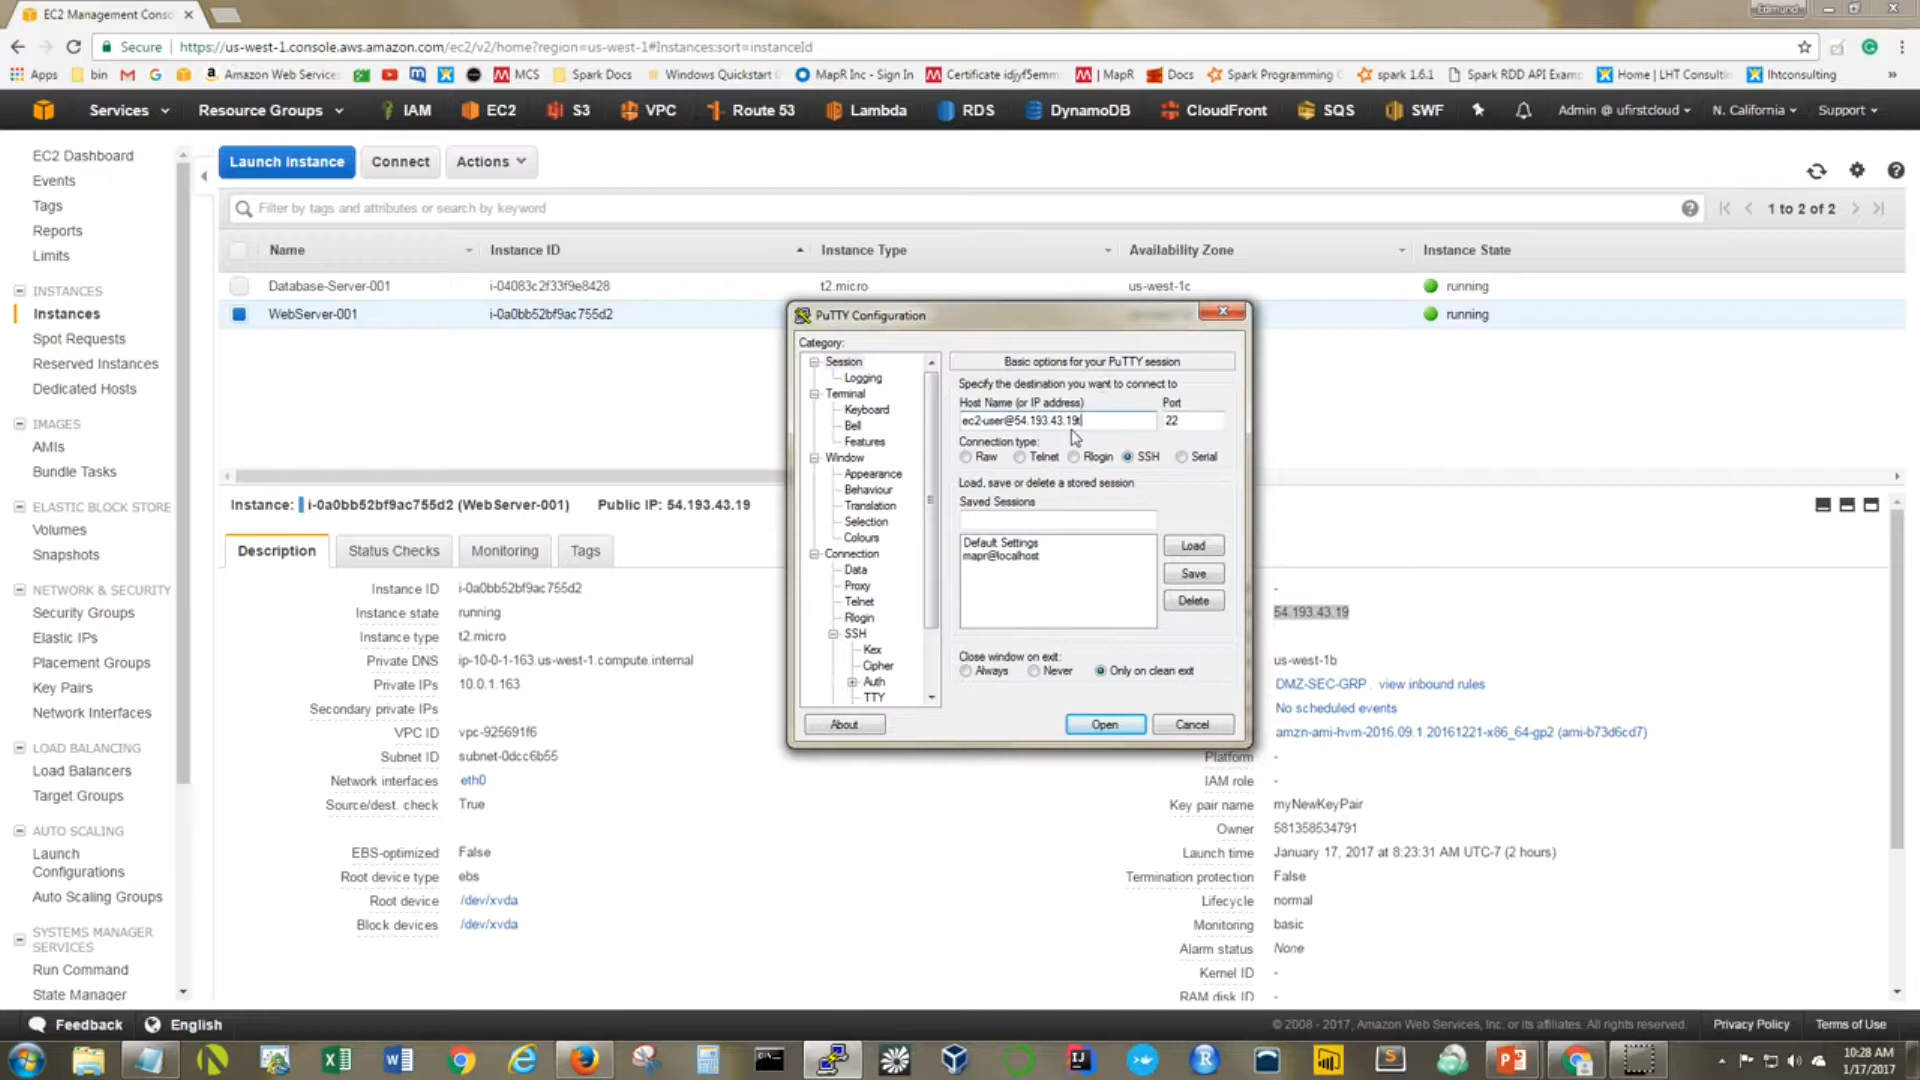 EC2 Management Conso
Edmund
Secure | https://us-west-1.console.aws.amazon.com/ec2/v2/home?region=us-west-1#Instances:sort=instanceId
Apps bin Amazon Web Service MCS Spark Docs Windows Quickstart MapR Inc - Sign In Certificate idjyf5emm | MapR Docs Spark Programming spark 1.6.1 Spark RDD API Exam Home | LHT Consulti lhtconsulting »
Services Resource Groups IAM EC2 S3 VPC Route 53 Lambda RDS DynamoDB CloudFront SQS SWF Admin @ ufirstcloud N. California Support
EC2 Dashboard
Events
Tags
Reports
Limits
INSTANCES
Instances
Spot Requests
Reserved Instances
Dedicated Hosts
IMAGES
AMIs
Bundle Tasks
ELASTIC BLOCK STORE
Volumes
Snapshots
NETWORK & SECURITY
Security Groups
Elastic IPs
Placement Groups
Key Pairs
Network Interfaces
LOAD BALANCING
Load Balancers
Target Groups
AUTO SCALING
Launch
Configurations
Auto Scaling Groups
SYSTEMS MANAGER
SERVICES
Run Command
State Manager
Launch Instance Connect Actions
Filter by tags and attributes or search by keyword
1 to 2 of 2
Name Instance ID Instance Type Availability Zone Instance State
Database-Server-001 i-04083c2f33f9e8428 t2.micro us-west-1c running
WebServer-001 i-0a0bb52bf9ac755d2 running
Instance: i-0a0bb52bf9ac755d2 (WebServer-001) Public IP: 54.193.43.19
Description Status Checks Monitoring Tags
Instance ID i-0a0bb52bf9ac755d2
Instance state running
Instance type t2.micro
Private DNS ip-10-0-1-163.us-west-1.compute.internal
Private IPs 10.0.1.163
Secondary private IPs
VPC ID vpc-925691f6
Subnet ID subnet-0dcc6b55
Network interfaces eth0
Source/dest. check True
EBS-optimized False
Root device type ebs
Root device /dev/xvda
Block devices /dev/xvda
-
54.193.43.19
us-west-1b
DMZ-SEC-GRP . view inbound rules
No scheduled events
amzn-ami-hvm-2016.09.1.20161221-x86_64-gp2 (ami-b73d6cd7)
Platform -
IAM role -
Key pair name myNewKeyPair
Owner 581358534791
Launch time January 17, 2017 at 8:23:31 AM UTC-7 (2 hours)
Termination protection False
Lifecycle normal
Monitoring basic
Alarm status None
Kernel ID -
RAM disk ID -
PuTTY Configuration
Category:
Session
Logging
Terminal
Keyboard
Bell
Features
Window
Appearance
Behaviour
Translation
Selection
Colours
Connection
Data
Proxy
Telnet
Rlogin
SSH
Kex
Cipher
Auth
TTY
Basic options for your PuTTY session
Specify the destination you want to connect to
Host Name (or IP address) Port
ec2-user@54.193.43.19t 22
Connection type:
Raw Telnet Rlogin SSH Serial
Load, save or delete a stored session
Saved Sessions
Default Settings
mapr@localhost
Load
Save
Delete
Close window on exit:
Always Never Only on clean exit
About Open Cancel
Feedback English
© 2008 - 2017, Amazon Web Services, Inc. or its affiliates. All rights reserved. Privacy Policy Terms of Use
10:28 AM
1/17/2017